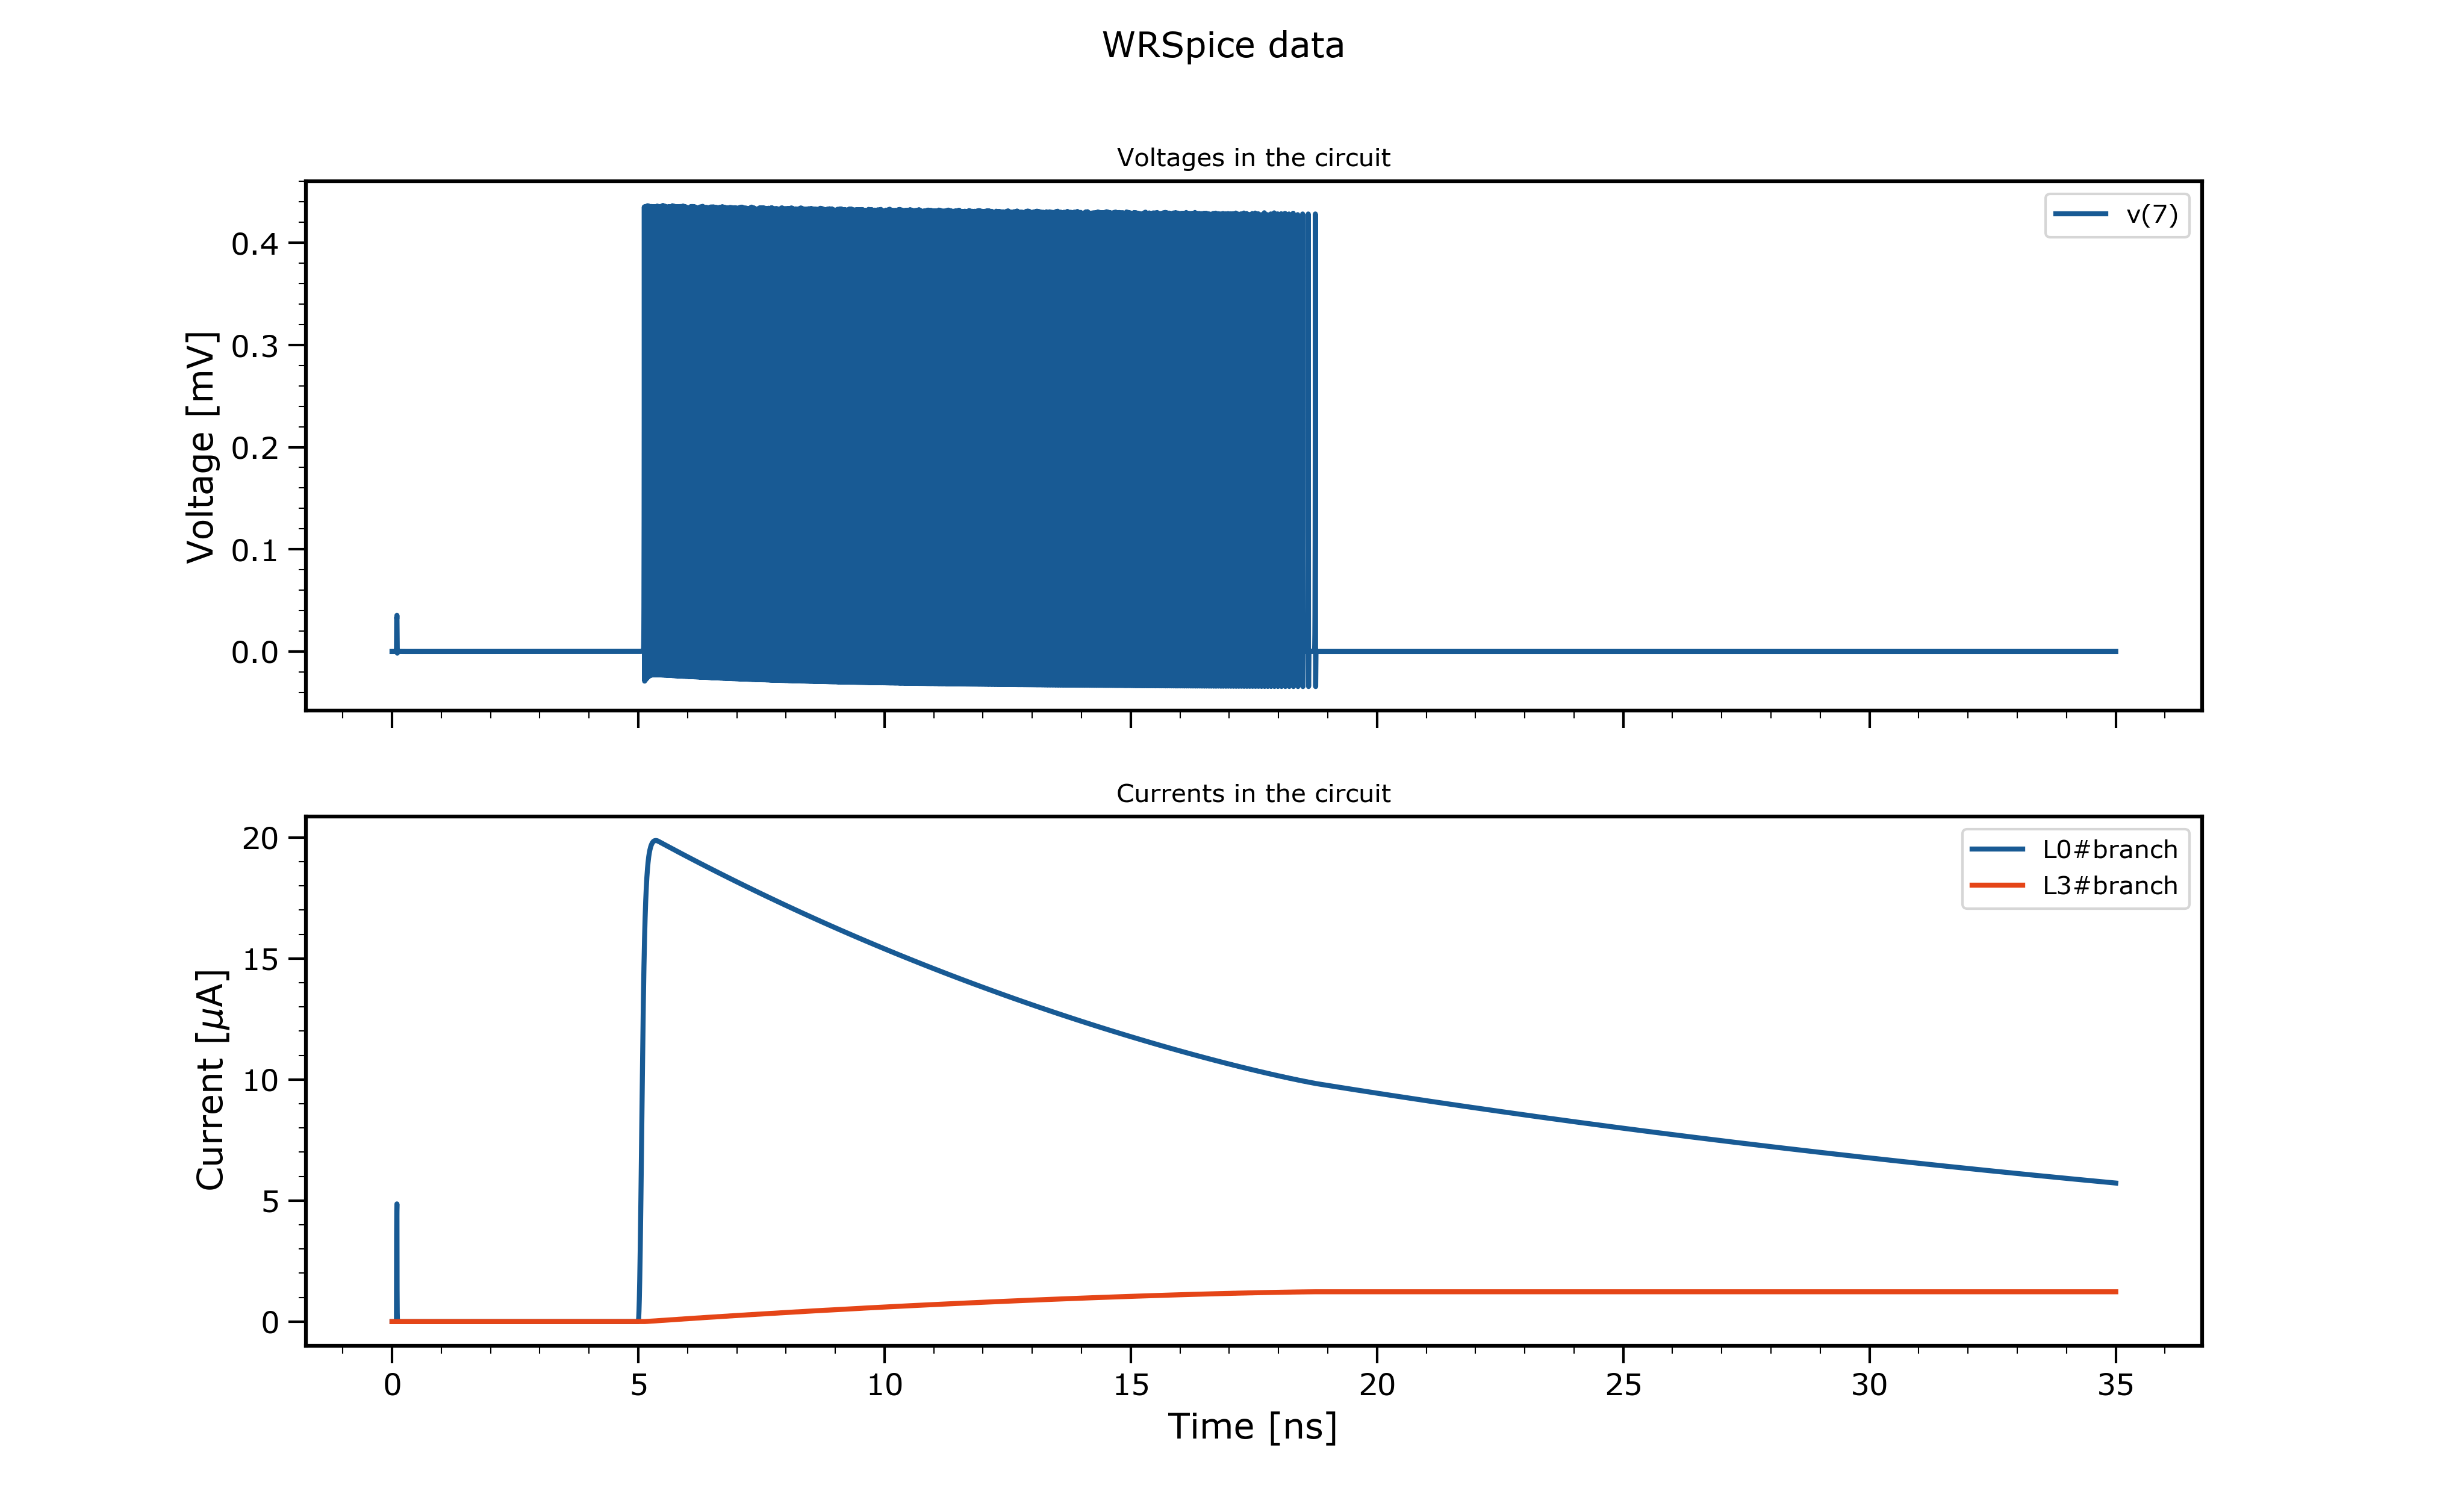 WRSpice data
Voltages in the circuit
v(7)
Voltage [mV]
0.4
0.3
0.2
0.1
0.0
Currents in the circuit
L0#branch
L3#branch
Current [μA]
20
15
10
5
0
0 5 10 15 20 25 30 35
Time [ns]